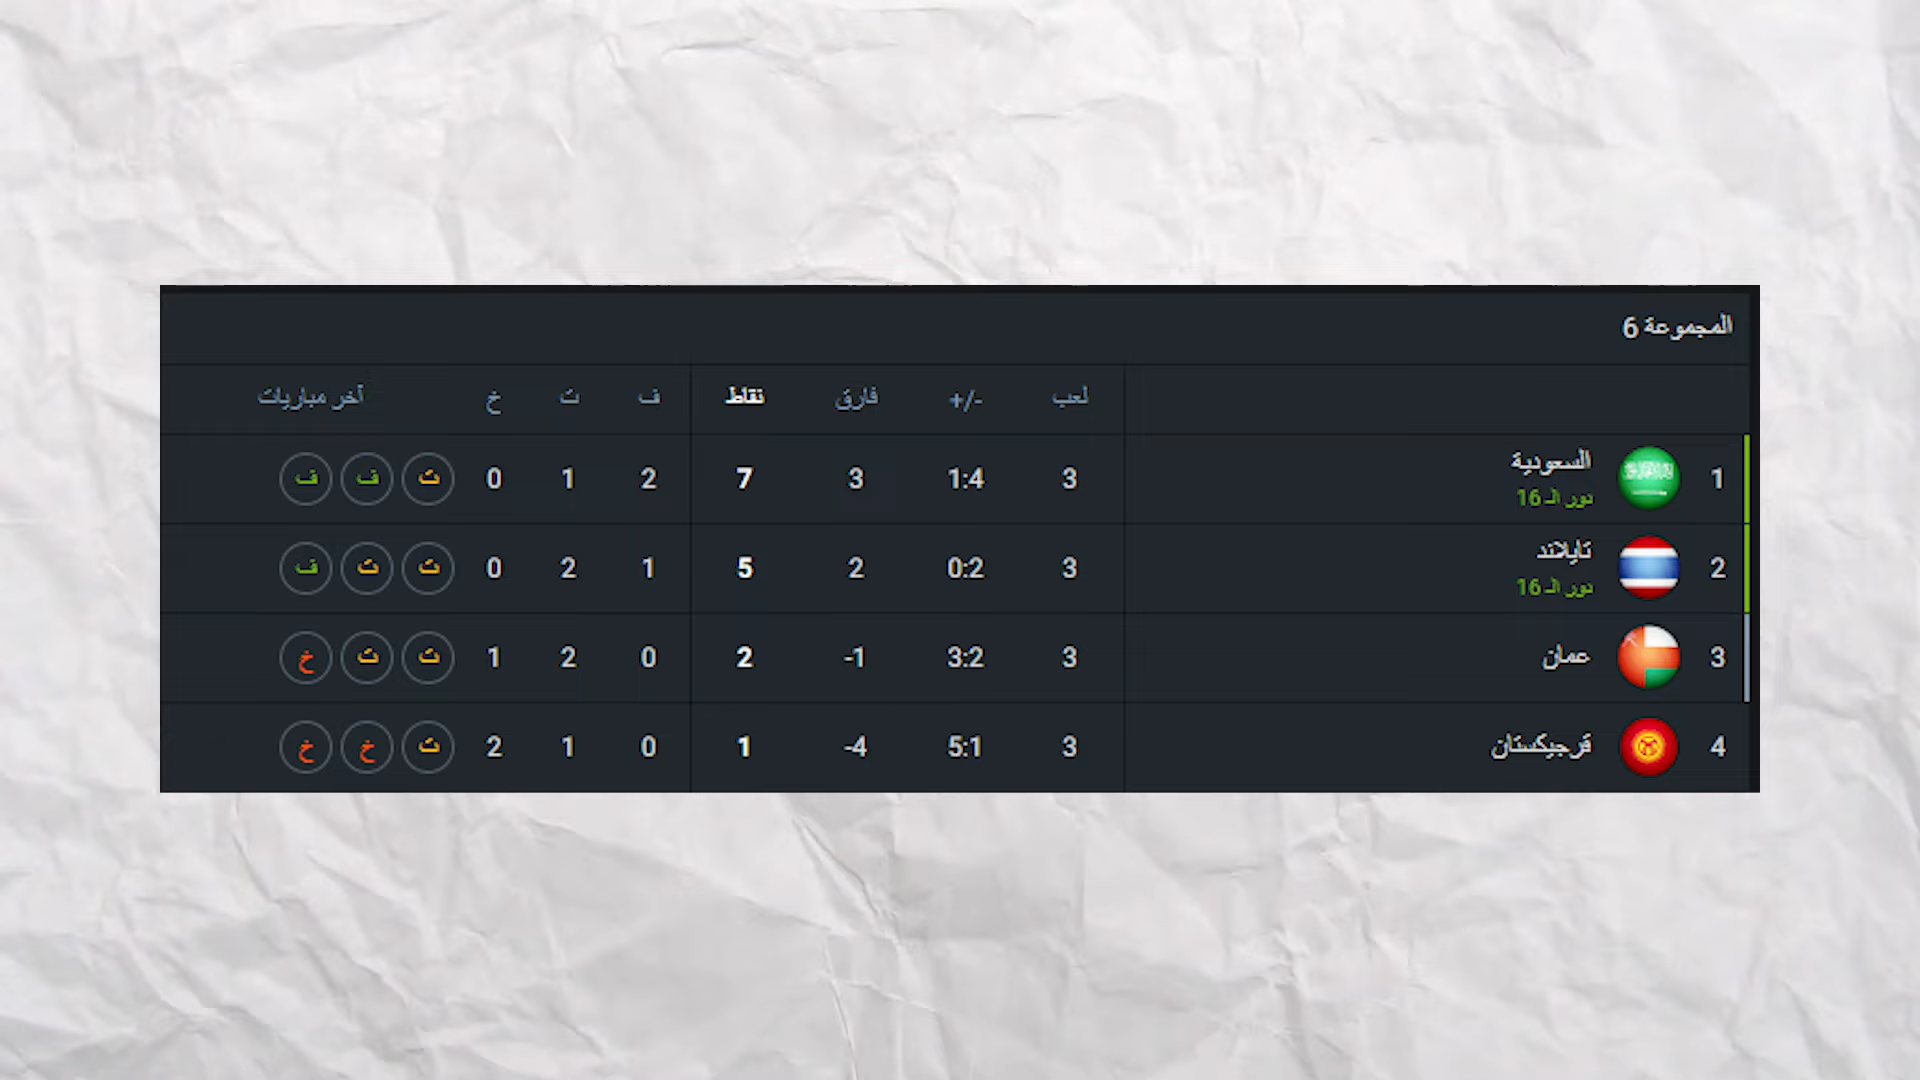 المجموعة 6
لعب +/- فارق نقاط ف ت خ آخر مباريات
1 السعودية 3 1:4 3 7 2 1 0 ت ف ف
دور الـ 16
2 تايلاند 3 0:2 2 5 1 2 0 ت ت ف
دور الـ 16
3 عمان 3 3:2 -1 2 0 2 1 ت ت خ
4 قرجيكستان 3 5:1 -4 1 0 1 2 ت خ خ